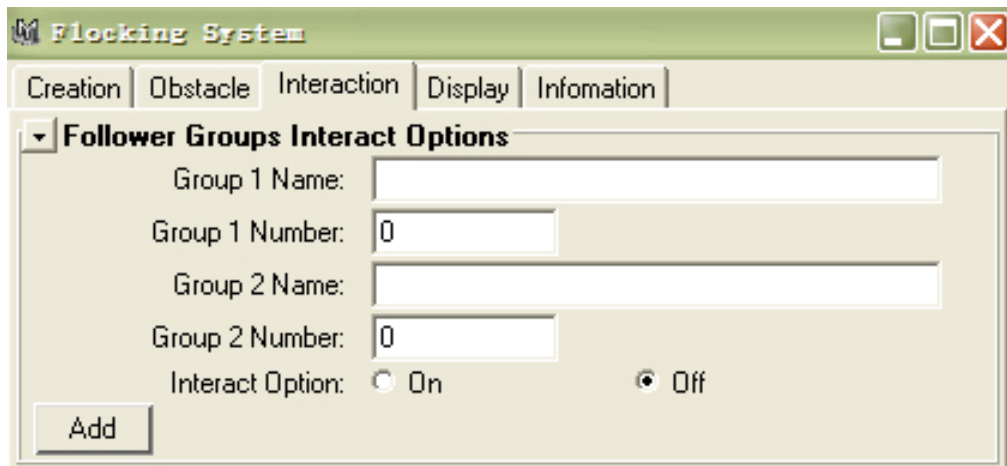 Flocking System
Creation Obstacle Interaction Display Infomation
Follower Groups Interact Options
Group 1 Name:
Group 1 Number: 0
Group 2 Name:
Group 2 Number: 0
Interact Option: On Off
Add